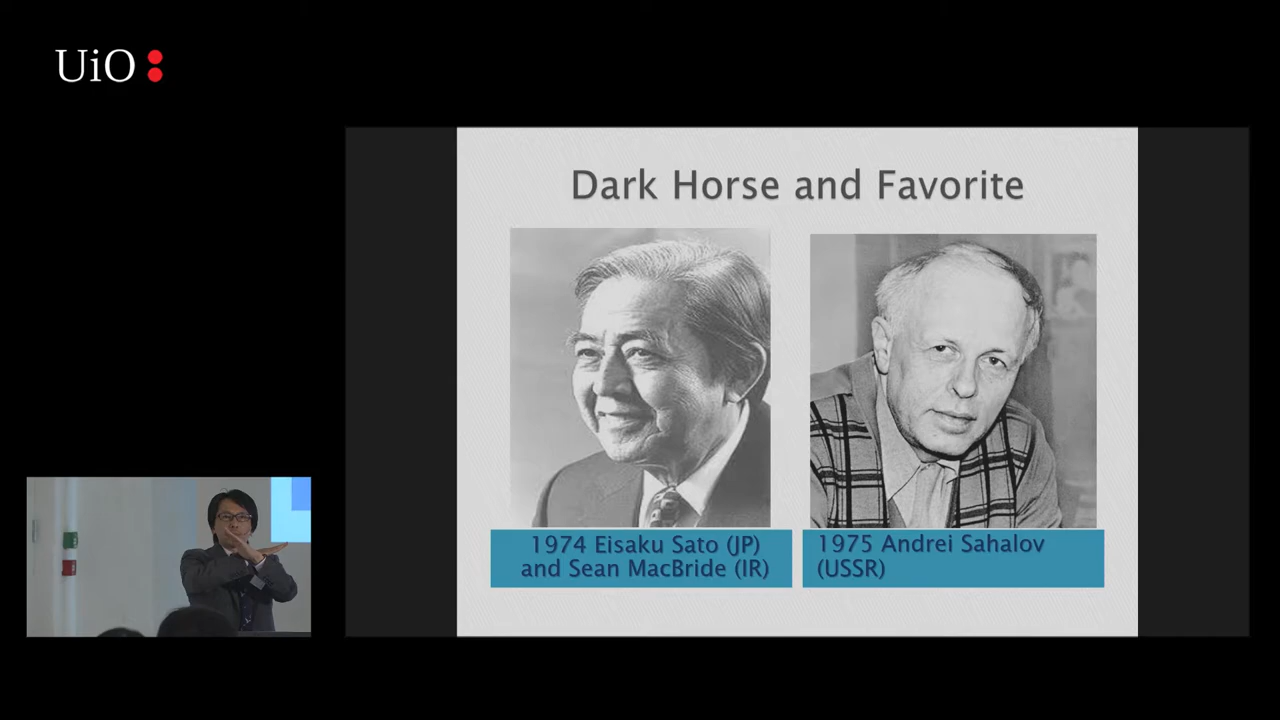 UiO:
Dark Horse and Favorite
1974 Eisaku Sato (JP)
and Sean MacBride (IR)
1975 Andrei Sahalov
(USSR)